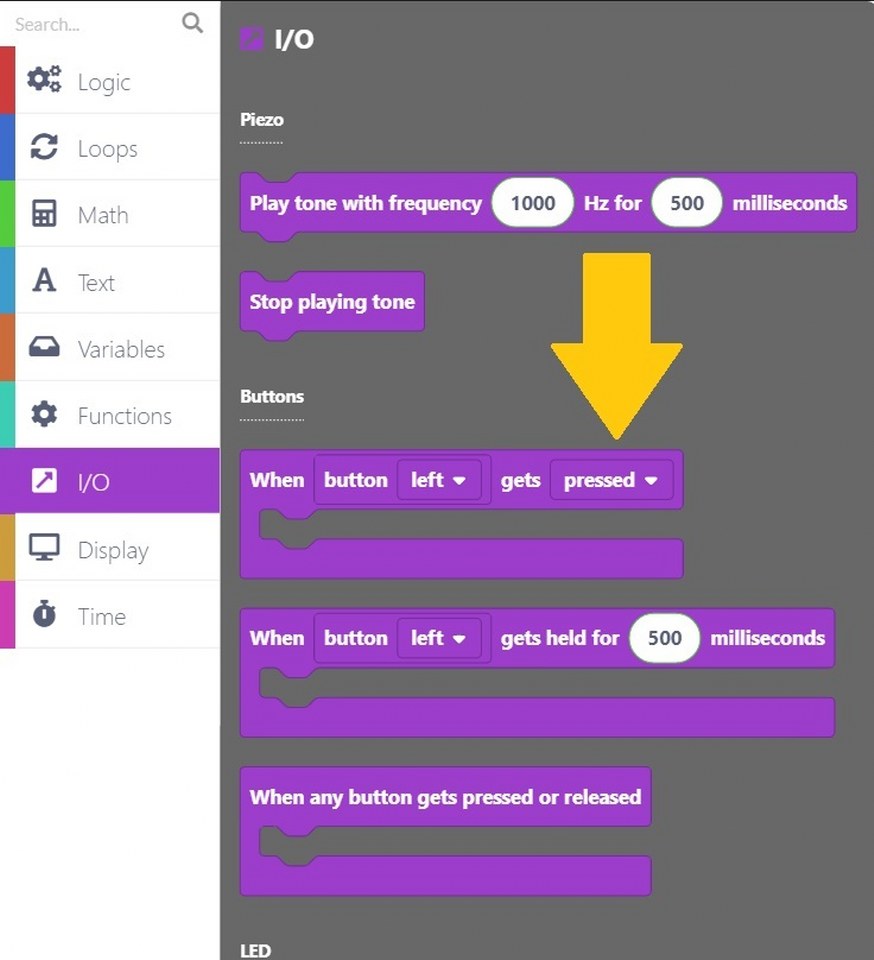 Search...
Logic
Loops
Math
Text
Variables
Functions
I/O
Display
Time
I/O
Piezo
Play tone with frequency 1000 Hz for 500 milliseconds
Stop playing tone
Buttons
When button left gets pressed
When button left gets held for 500 milliseconds
When any button gets pressed or released
LED